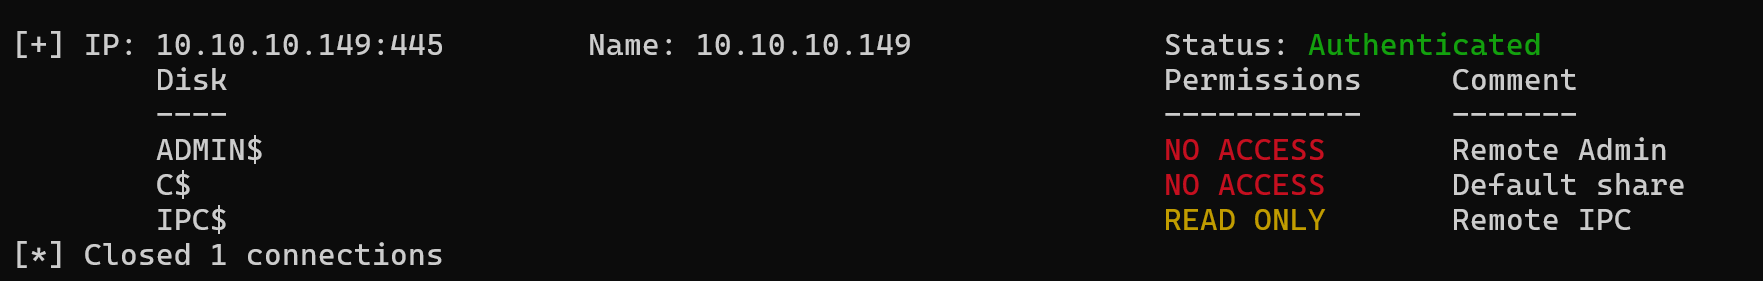 [+] IP: 10.10.10.149:445 Name: 10.10.10.149 Status: Authenticated
Disk Permissions Comment
---- ----------- -------
ADMIN$ NO ACCESS Remote Admin
C$ NO ACCESS Default share
IPC$ READ ONLY Remote IPC
[*] Closed 1 connections